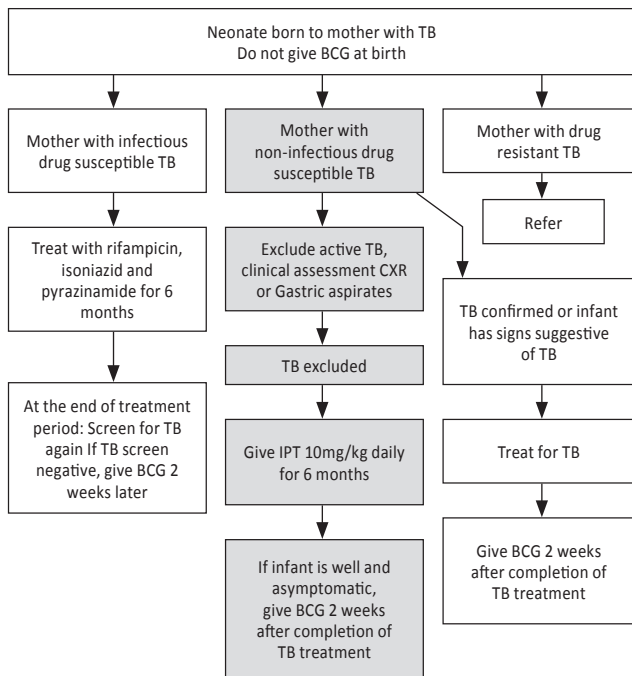 Neonate born to mother with TB
Do not give BCG at birth
Mother with infectious
drug susceptible TB
Treat with rifampicin,
isoniazid and
pyrazinamide for 6
months
At the end of treatment
period: Screen for TB
again If TB screen
negative, give BCG 2
weeks later
Mother with
non-infectious drug
susceptible TB
Exclude active TB,
clinical assessment CXR
or Gastric aspirates
TB excluded
Give IPT 10mg/kg daily
for 6 months
If infant is well and
asymptomatic,
give BCG 2 weeks
after completion of
TB treatment
Mother with drug
resistant TB
Refer
TB confirmed or infant
has signs suggestive
of TB
Treat for TB
Give BCG 2 weeks
after completion of
TB treatment